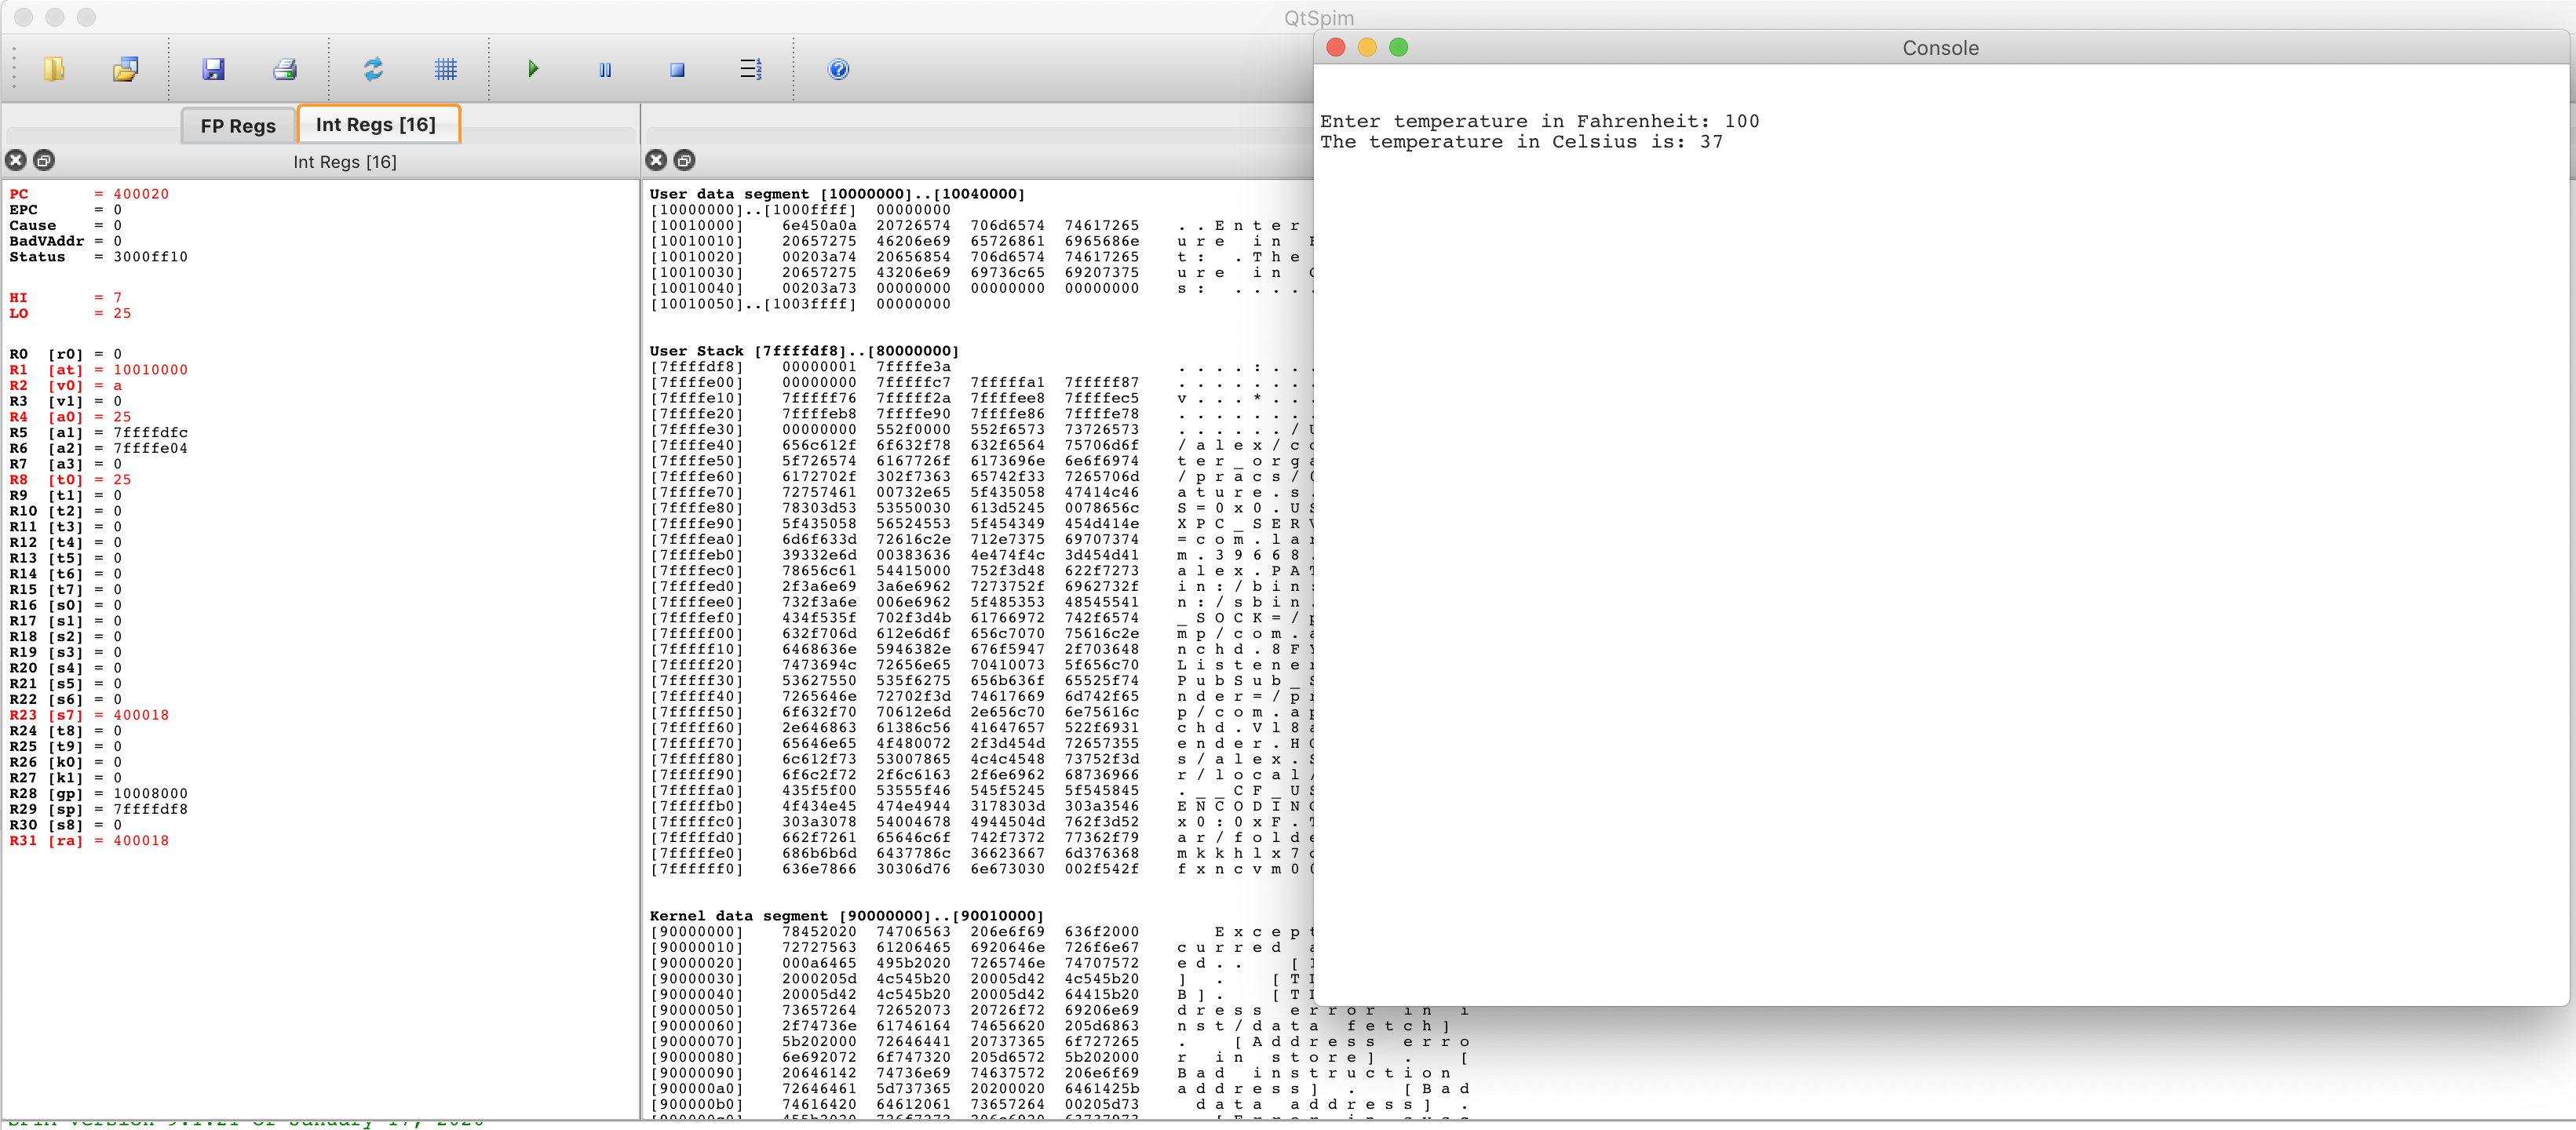 QtSpim
Console
Enter temperature in Fahrenheit: 100
The temperature in Celsius is: 37
FP Regs
Int Regs [16]
Int Regs [16]
PC = 400020
EPC = 0
Cause = 0
BadVAddr = 0
Status = 3000ff10
HI = 7
LO = 25
R0 [r0] = 0
R1 [at] = 10010000
R2 [v0] = a
R3 [v1] = 0
R4 [a0] = 25
R5 [a1] = 7ffffdfc
R6 [a2] = 7ffffe04
R7 [a3] = 0
R8 [t0] = 25
R9 [t1] = 0
R10 [t2] = 0
R11 [t3] = 0
R12 [t4] = 0
R13 [t5] = 0
R14 [t6] = 0
R15 [t7] = 0
R16 [s0] = 0
R17 [s1] = 0
R18 [s2] = 0
R19 [s3] = 0
R20 [s4] = 0
R21 [s5] = 0
R22 [s6] = 0
R23 [s7] = 400018
R24 [t8] = 0
R25 [t9] = 0
R26 [k0] = 0
R27 [k1] = 0
R28 [gp] = 10008000
R29 [sp] = 7ffffdf8
R30 [s8] = 0
R31 [ra] = 400018
User data segment [10000000]..[10040000]
[10000000]..[1000ffff] 00000000
[10010000] 6e450a0a 20726574 706d6574 74617265 . . E n t e r
[10010010] 20657275 46206e69 65726861 6965686e u r e i n
[10010020] 00203a74 20656854 706d6574 74617265 t : . T h e
[10010030] 20657275 43206e69 69736c65 69207375 u r e i n
[10010040] 00203a73 00000000 00000000 00000000 s : . . . . .
[10010050]..[1003ffff] 00000000
User Stack [7ffffdf8]..[80000000]
[7ffffdf8] 00000001 7ffffe3a . . . . : . . .
[7ffffe00] 00000000 7fffffc7 7fffffa1 7fffff87 . . . . . . . .
[7ffffe10] 7fffff76 7fffff2a 7ffffee8 7ffffec5 v . . . * . . .
[7ffffe20] 7ffffeb8 7ffffe90 7ffffe86 7ffffe78 . . . . . . . .
[7ffffe30] 00000000 552f0000 552f6573 73726573 . . . . . . / U
[7ffffe40] 656c612f 6f632f78 632f6564 75706d6f / a l e x / c o
[7ffffe50] 5f726574 6167726f 6173696e 6e6f6974 t e r _ o r g a
[7ffffe60] 6172702f 302f7363 65742f33 7265706d / p r a c s / 0
[7ffffe70] 72757461 00732e65 5f435058 47414c46 a t u r e . s .
[7ffffe80] 78303d53 53550030 613d5245 0078656c S = 0 x 0 . U S
[7ffffe90] 5f435058 56524553 5f454349 454d414e X P C _ S E R V
[7ffffea0] 6d6f633d 72616c2e 712e7375 69707374 = c o m . l a r
[7ffffeb0] 39332e6d 00383636 4e474f4c 3d454d41 m . 3 9 6 6 8 .
[7ffffec0] 78656c61 54415000 752f3d48 622f7273 a l e x . P A T
[7ffffed0] 2f3a6e69 3a6e6962 7273752f 6962732f i n : / b i n :
[7ffffee0] 732f3a6e 006e6962 5f485353 48545541 n : / s b i n .
[7ffffef0] 434f535f 702f3d4b 61766972 742f6574 _ S O C K = / p
[7fffff00] 632f706d 612e6d6f 656c7070 75616c2e m p / c o m . a
[7fffff10] 6468636e 5946382e 676f5947 2f703648 n c h d . 8 F Y
[7fffff20] 7473694c 72656e65 70410073 5f656c70 L i s t e n e r
[7fffff30] 53627550 535f6275 656b636f 65525f74 P u b S u b _ S
[7fffff40] 7265646e 72702f3d 74617669 6d742f65 n d e r = / p r
[7fffff50] 6f632f70 70612e6d 2e656c70 6e75616c p / c o m . a p
[7fffff60] 2e646863 61386c56 41647657 522f6931 c h d . V l 8 a
[7fffff70] 65646e65 4f480072 2f3d454d 72657355 e n d e r . H O
[7fffff80] 6c612f73 53007865 4c4c4548 73752f3d s / a l e x . S
[7fffff90] 6f6c2f72 2f6c6163 2f6e6962 68736966 r / l o c a l /
[7fffffa0] 435f5f00 53555f46 545f5245 5f545845 . _ _ C F _ U S
[7fffffb0] 4f434e45 474e4944 3178303d 303a3546 E N C O D I N G
[7fffffc0] 303a3078 54004678 4944504d 762f3d52 x 0 : 0 x F . T
[7fffffd0] 662f7261 65646c6f 742f7372 77362f79 a r / f o l d e
[7fffffe0] 686b6b6d 6437786c 36623667 6d376368 m k k h l x 7 d
[7ffffff0] 636e7866 30306d76 6e673030 002f542f f x n c v m 0 0
Kernel data segment [90000000]..[90010000]
[90000000] 78452020 74706563 206e6f69 636f2000 E x c e p t
[90000010] 72727563 61206465 6920646e 726f6e67 c u r r e d a
[90000020] 000a6465 495b2020 7265746e 74707572 e d . . [ I
[90000030] 2000205d 4c545b20 20005d42 4c545b20 ] . [ T L
[90000040] 20005d42 4c545b20 20005d42 64415b20 B ] . [ T L
[90000050] 73657264 72652073 20726f72 69206e69 d r e s s e r r o r i n i
[90000060] 2f74736e 61746164 74656620 205d6863 n s t / d a t a f e t c h ]
[90000070] 5b202000 72646441 20737365 6f727265 . [ A d d r e s s e r r o
[90000080] 6e692072 6f747320 205d6572 5b202000 r i n s t o r e ] . [
[90000090] 20646142 74736e69 74637572 206e6f69 B a d i n s t r u c t i o n
[900000a0] 72646461 5d737365 20200020 6461425b a d d r e s s ] . [ B a d
[900000b0] 74616420 64612061 73657264 00205d73 d a t a a d d r e s s ] .